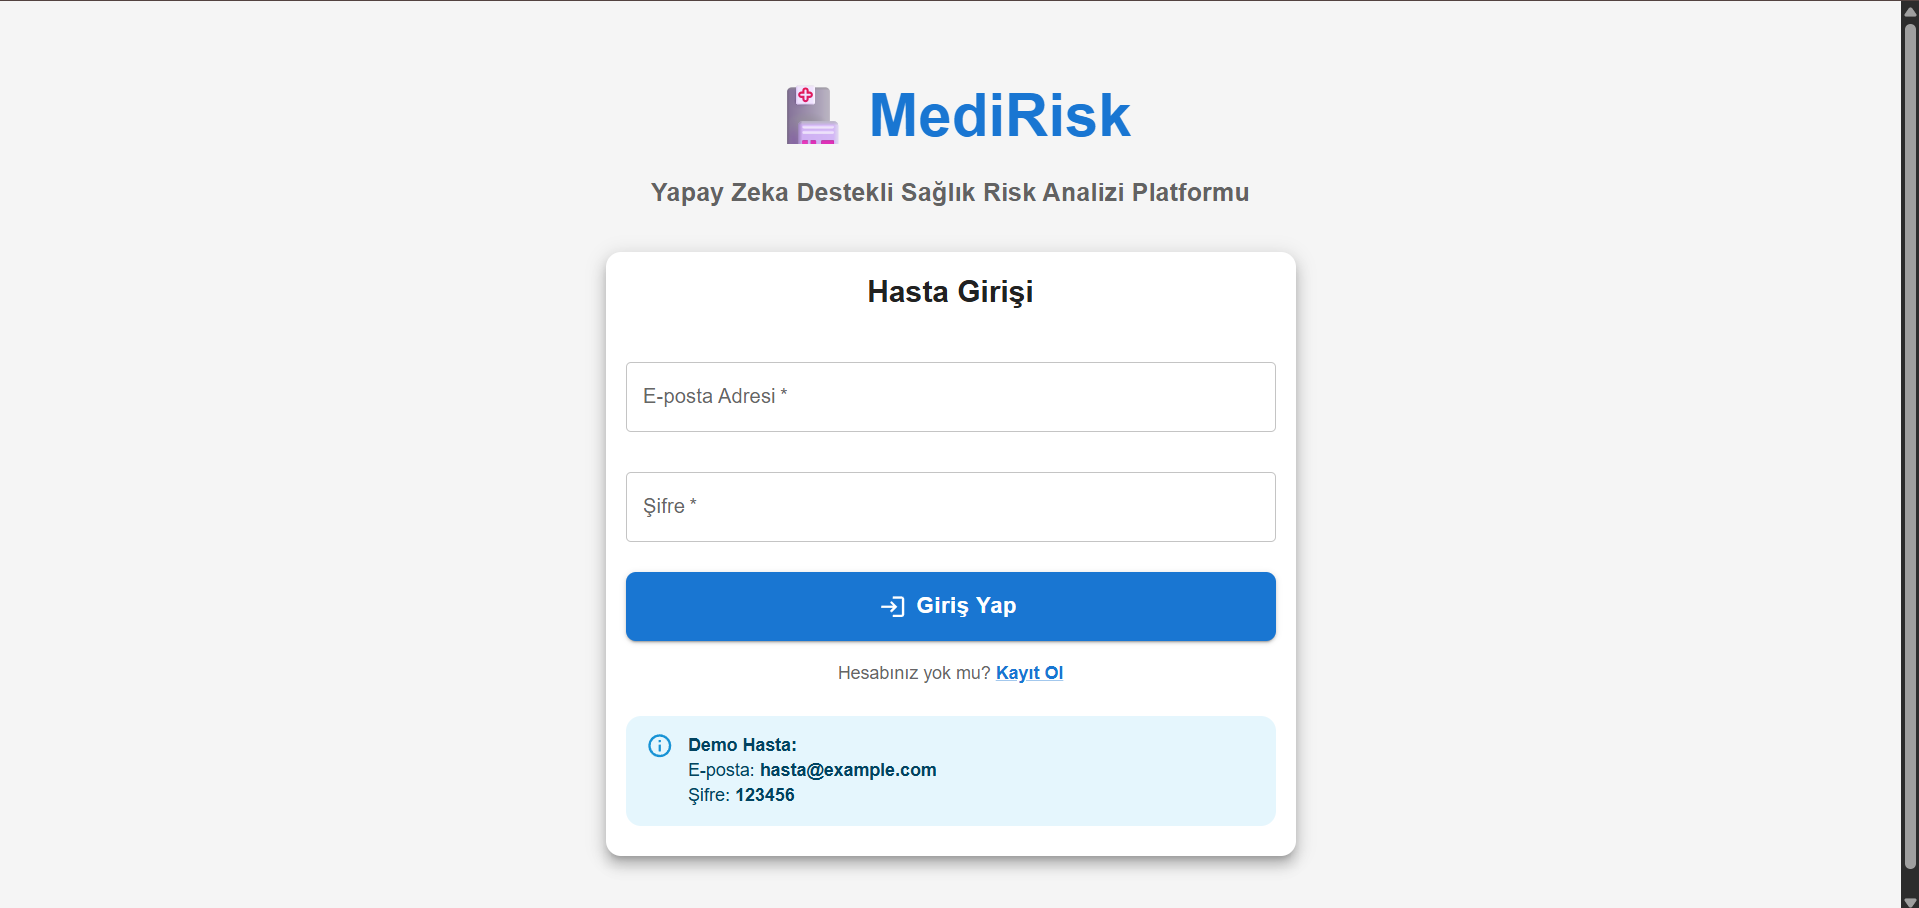 MediRisk
Yapay Zeka Destekli Sağlık Risk Analizi Platformu
Hasta Girişi
E-posta Adresi *
Şifre *
Giriş Yap
Hesabınız yok mu? Kayıt Ol
Demo Hasta:
E-posta: hasta@example.com
Şifre: 123456